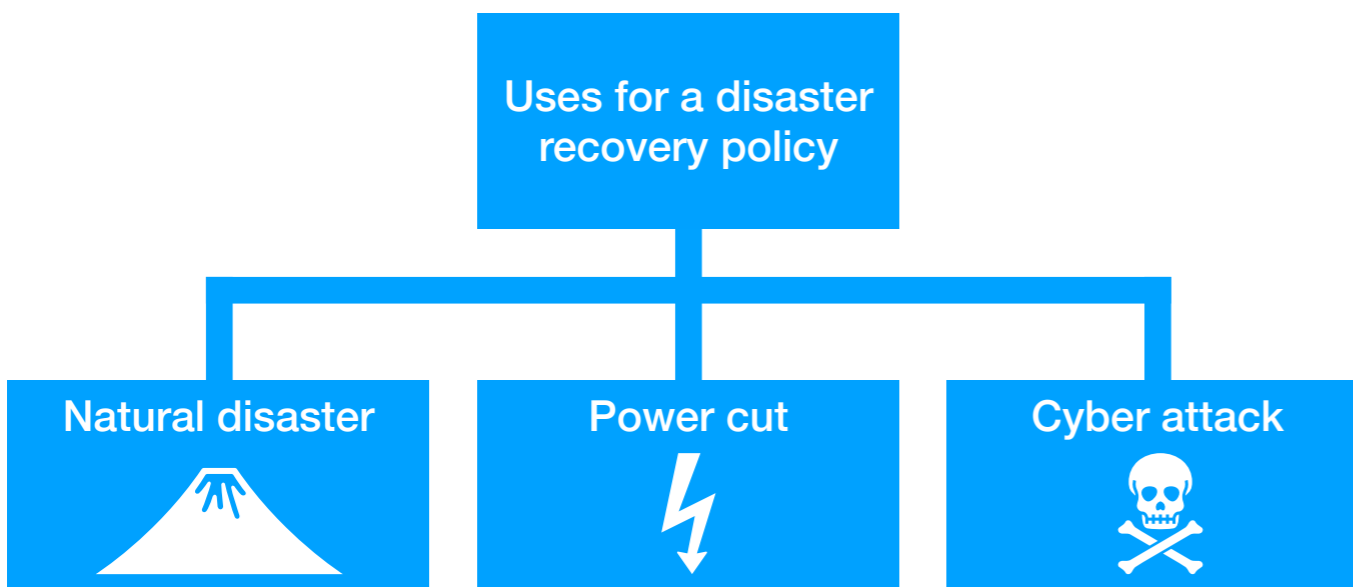 Uses for a disaster
recovery policy
Natural disaster
Power cut
Cyber attack